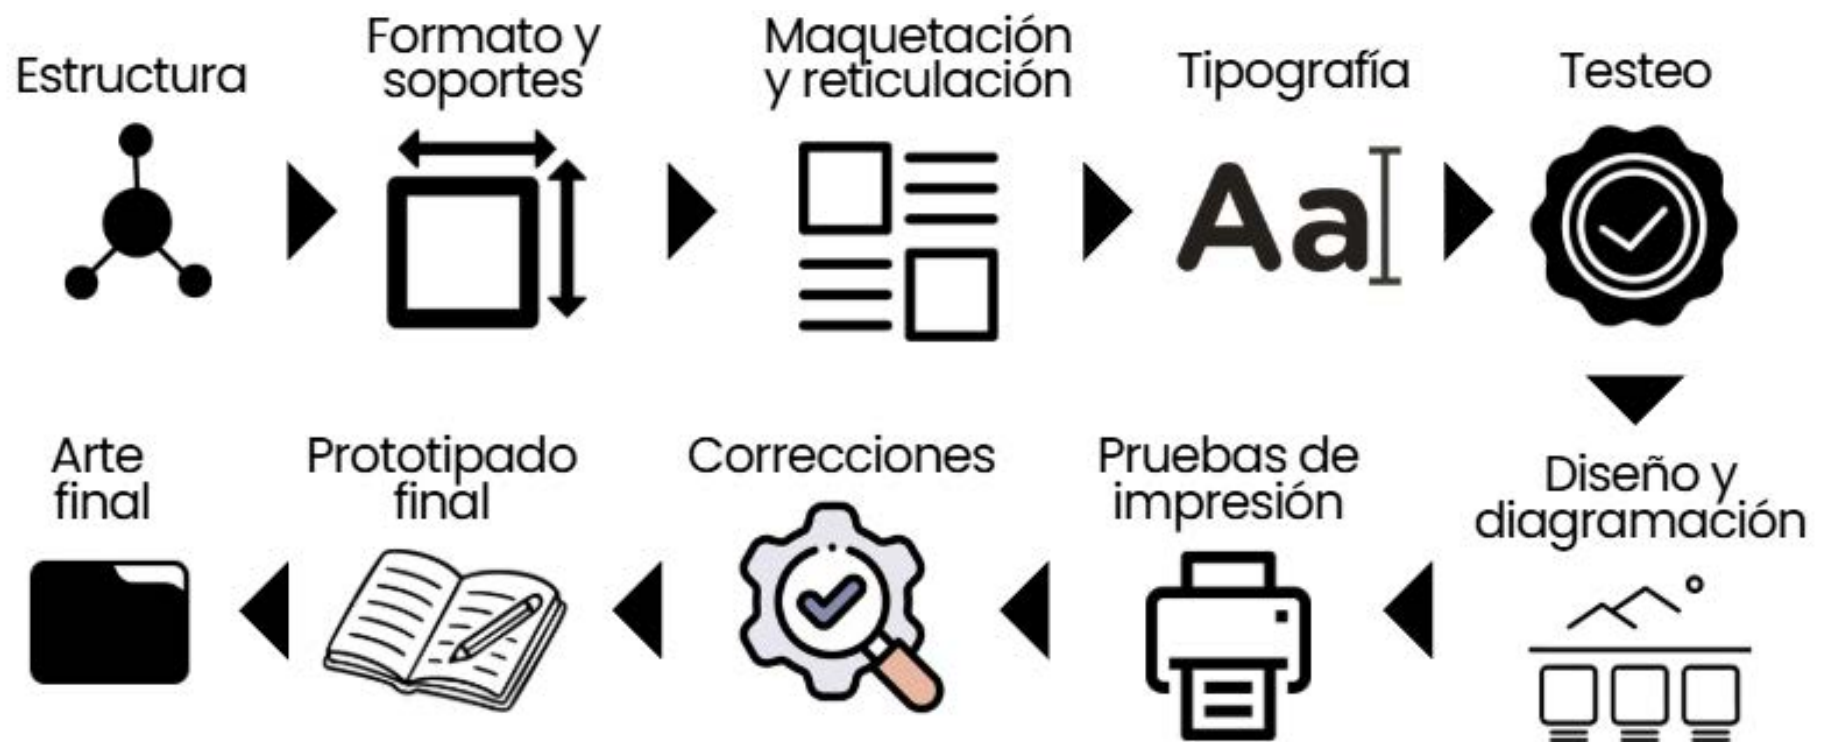 Estructura
Formato y
soportes
Maquetación
y reticulación
Tipografía
Testeo
Aa
Arte
final
Prototipado
final
Correcciones
Pruebas de
impresión
Diseño y
diagramación